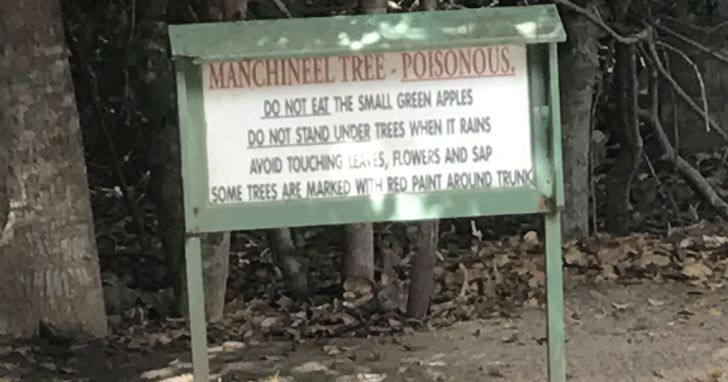 MANCHINEEL TREE - POISONOUS.
DO NOT EAT THE SMALL GREEN APPLES
DO NOT STAND UNDER TREES WHEN IT RAINS
AVOID TOUCHING LEAVES, FLOWERS AND SAP
SOME TREES ARE MARKED WITH RED PAINT AROUND TRUNK